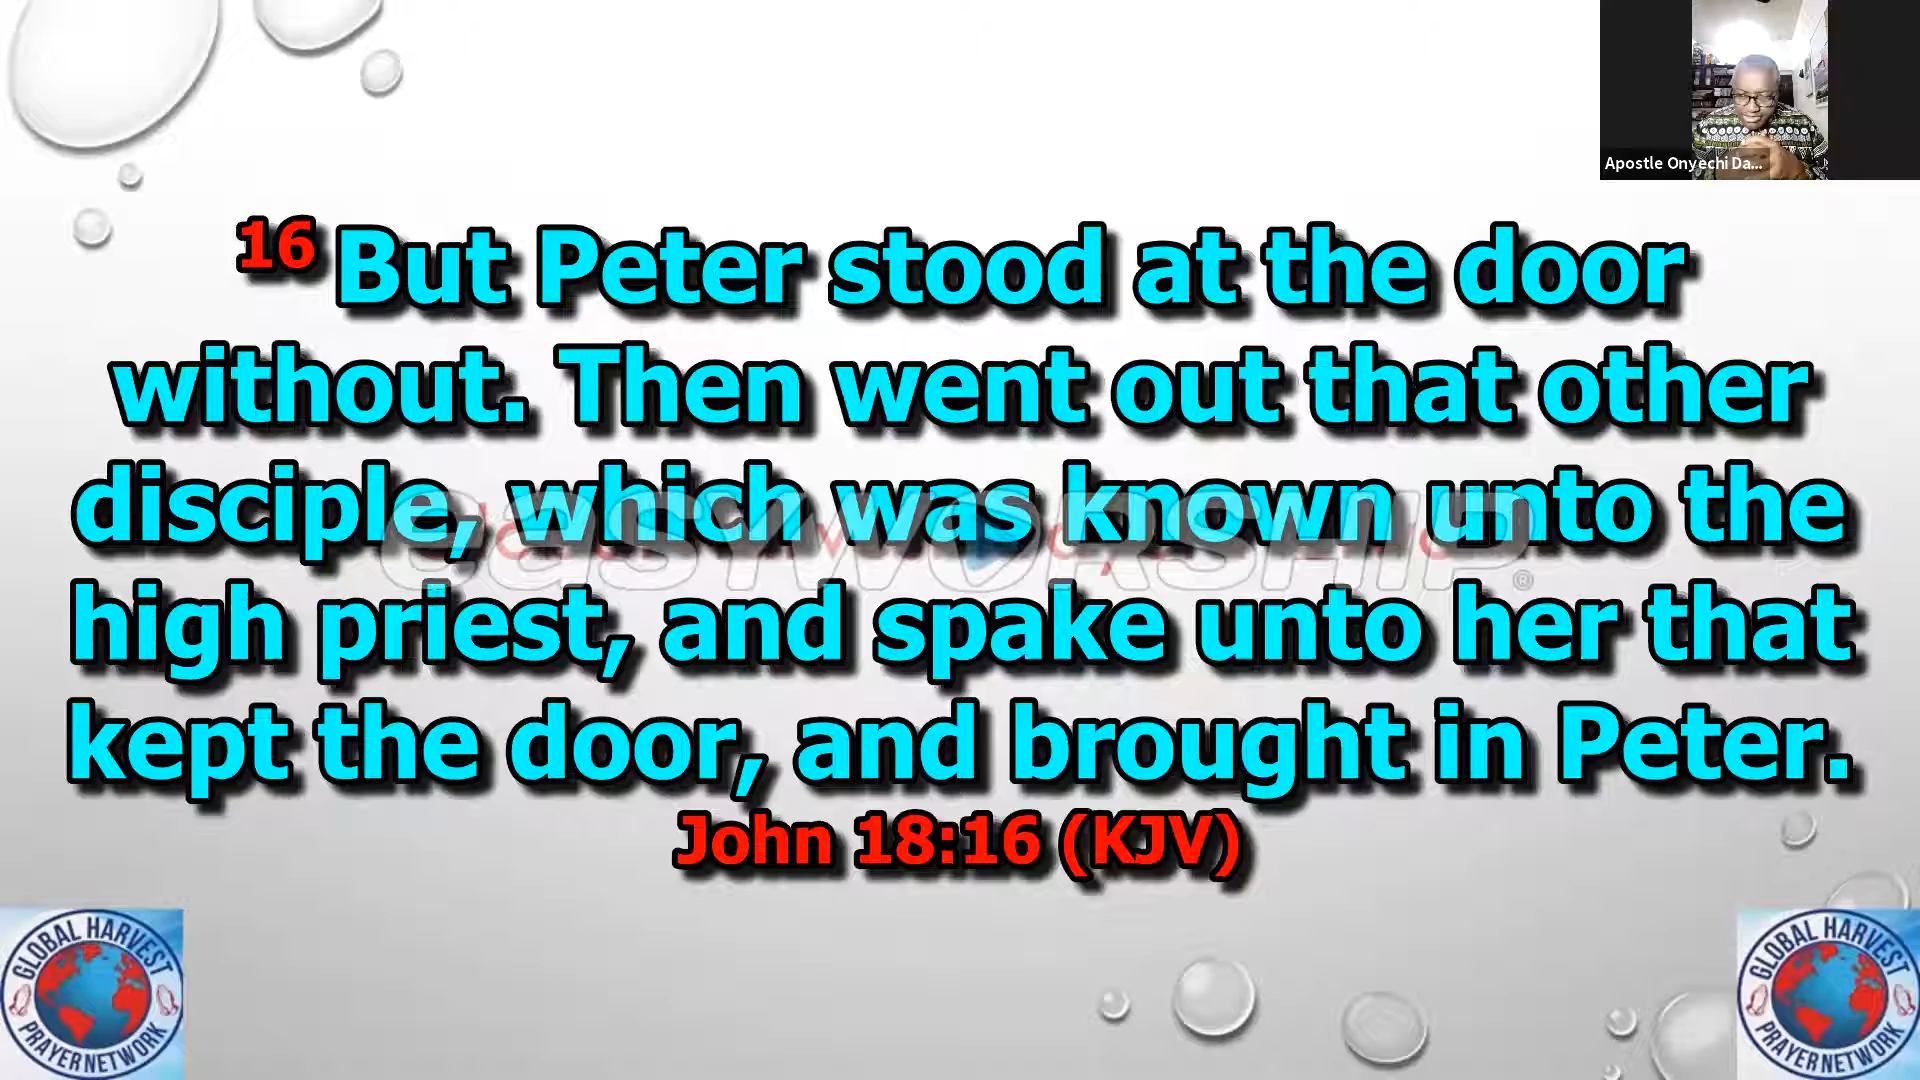 Apostle Onyechi Da...
16 But Peter stood at the door
without. Then went out that other
disciple, which was known unto the
high priest, and spake unto her that
kept the door, and brought in Peter.
John 18:16 (KJV)
EASYWORSHIP®
GLOBAL HARVEST
PRAYER NETWORK
GLOBAL HARVEST
PRAYER NETWORK